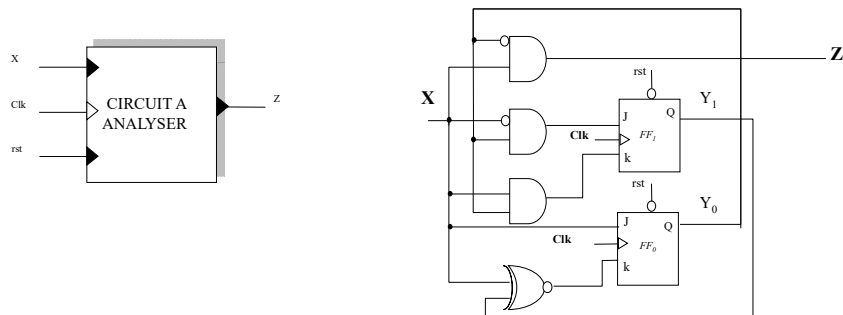 X
Clk
rst
CIRCUIT A
ANALYSER
Z
X
Z
rst
Y1
J
Q
Clk
FF1
k
rst
Y0
J
Q
Clk
FF0
k